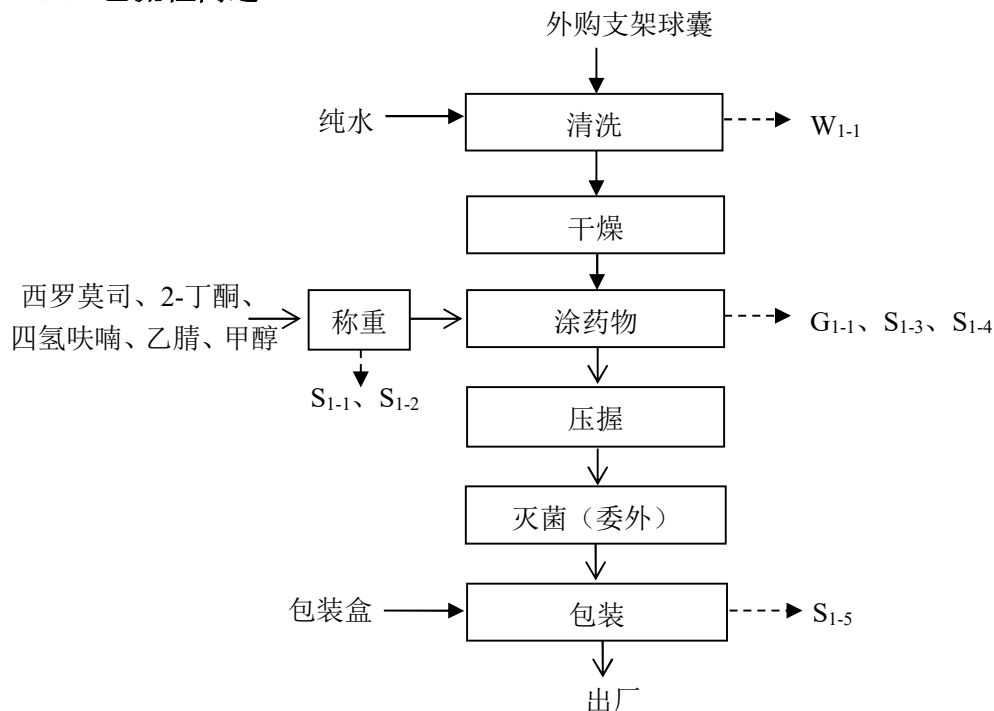 外购支架球囊
纯水
清洗
W1-1
干燥
西罗莫司、2-丁酮、
四氢呋喃、乙腈、甲醇
称重
涂药物
G1-1、S1-3、S1-4
S1-1、S1-2
压握
灭菌（委外）
包装盒
包装
S1-5
出厂